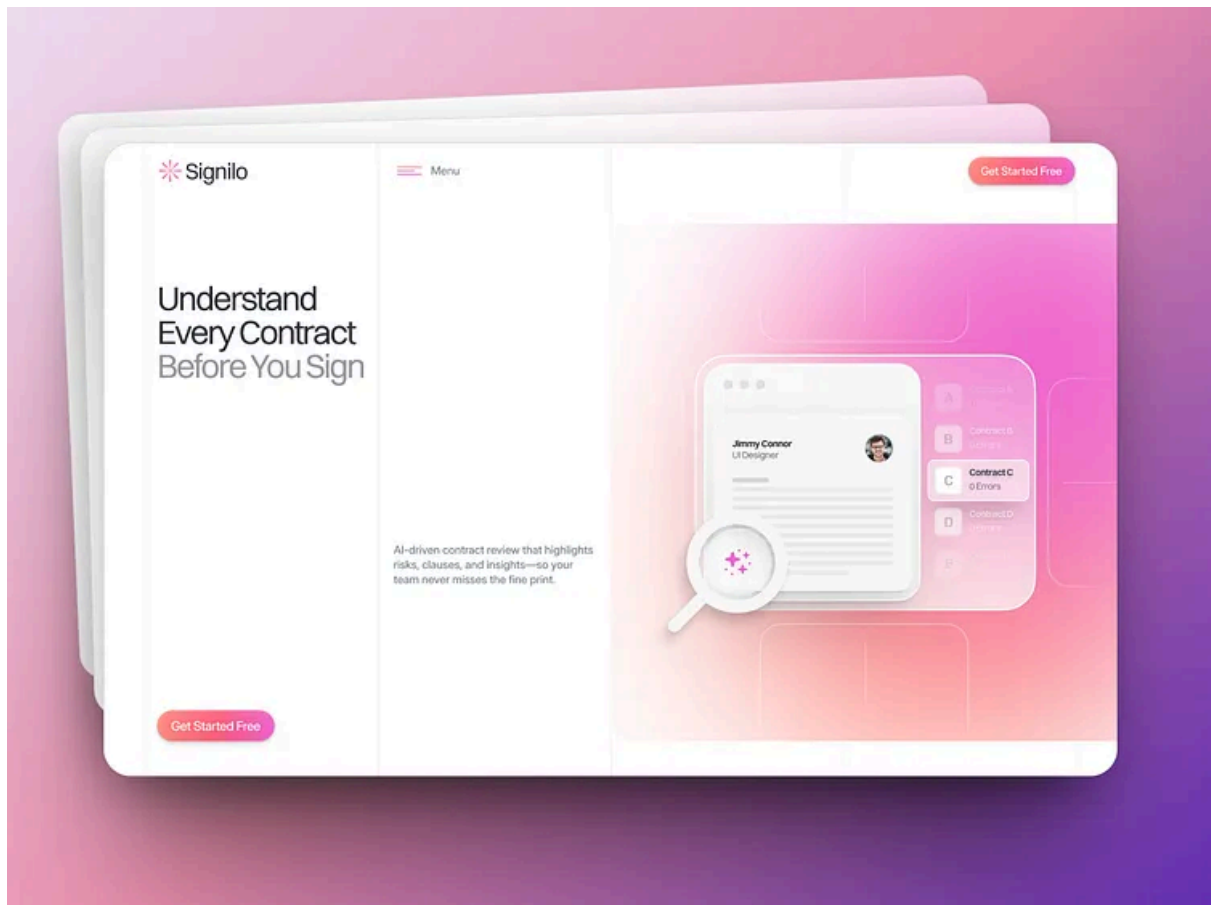 Signilo
Menu
Get Started Free
Understand
Every Contract
Before You Sign
AI-driven contract review that highlights
risks, clauses, and insights—so your
team never misses the fine print.
Get Started Free
Jimmy Connor
UI Designer
A
B
Contract B
C
Contract C
0 Errors
D
Contract D